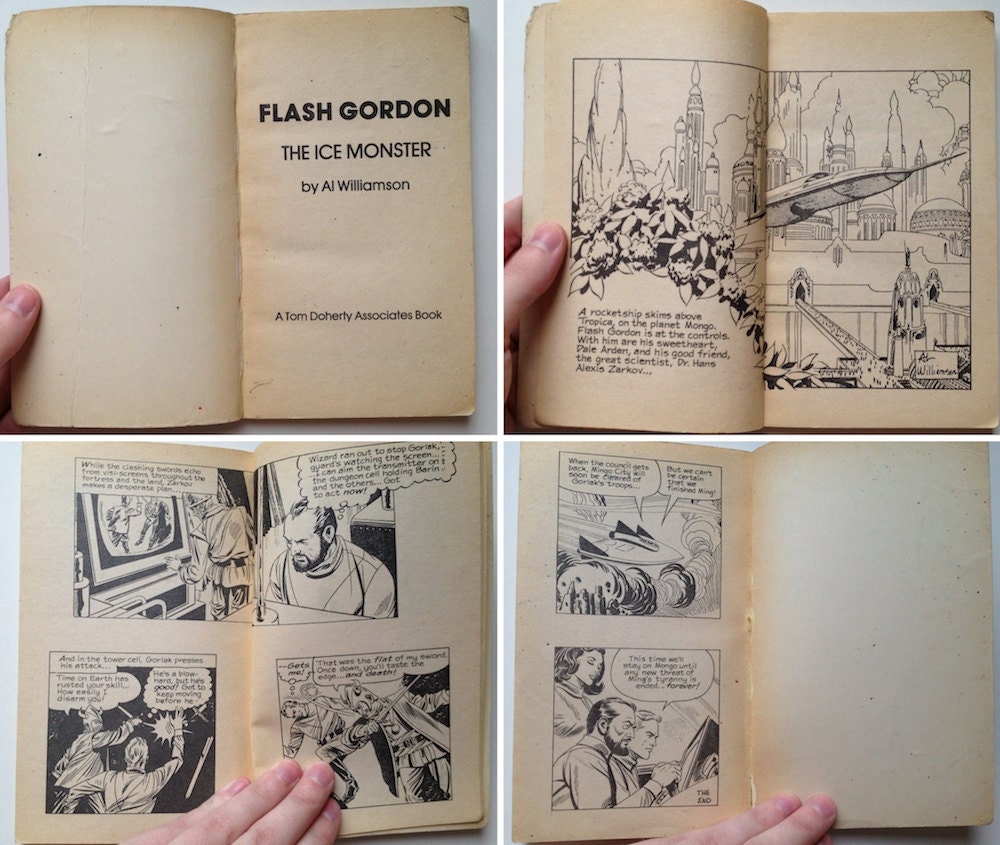 FLASH GORDON
THE ICE MONSTER
by Al Williamson
A Tom Doherty Associates Book
A rocketship skims above
Tropica, on the planet Mongo.
Flash Gordon is at the controls.
With him are his sweetheart,
Dale Arden, and his good friend,
the great scientist, Dr. Hans
Alexis Zarkov...
Al
Williamson
While the clashing swords echo
from visi-screens throughout the
fortress and the land, Zarkov
makes a desperate plan...
Wizard ran out to stop Gorlak,
guard's watching the screen...
I can aim the transmitter on
the dungeon cell holding Barin
and the others... Got
to act now!
And in the tower cell, Gorlak presses
his attack...
Time on Earth has
rusted your skill...
How easily I
disarm you!
He's a blow-
hard, but he's
good! Got to
keep moving
before he-
--Gets
me!
That was the flat of my sword.
Once down, you'll taste the
edge...and death!
When the council gets
back, Mingo City will
soon be cleared of
Gorlak's troops...
But we can't
be certain
that we
finished Ming!
This time we'll
stay on Mongo until
any new threat of
Ming's tyranny is
ended...forever!
THE
END